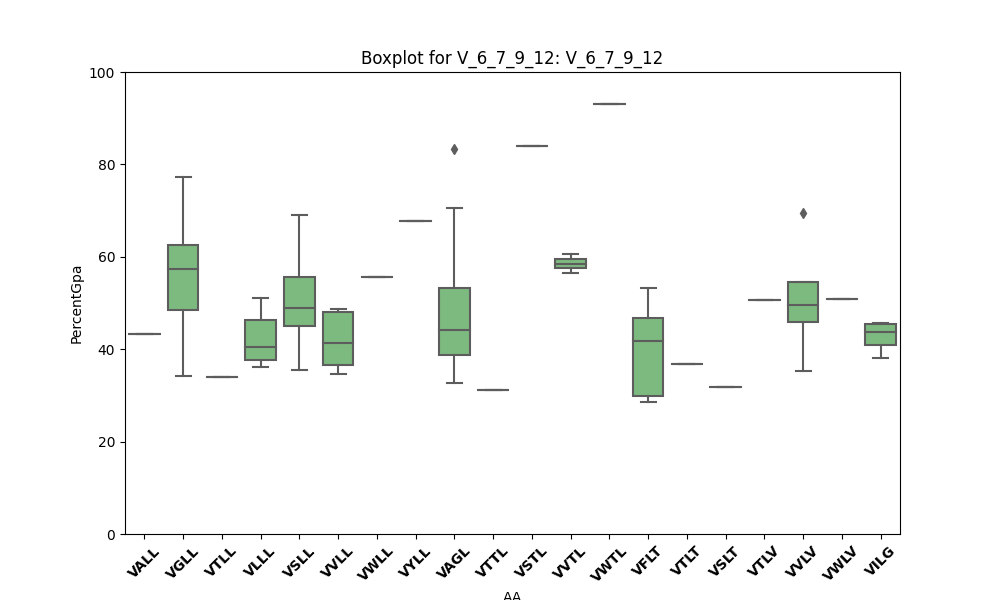 Boxplot for V_6_7_9_12: V_6_7_9_12
PercentGpa
100
80
60
40
20
0
VALL VGLL VTLL VLLL VSLL VVLL VWLL VYLL VAGL VTTL VSTL VVTL VWTL VFLT VTLT VSLT VTLV VVLV VWLV VILG
AA